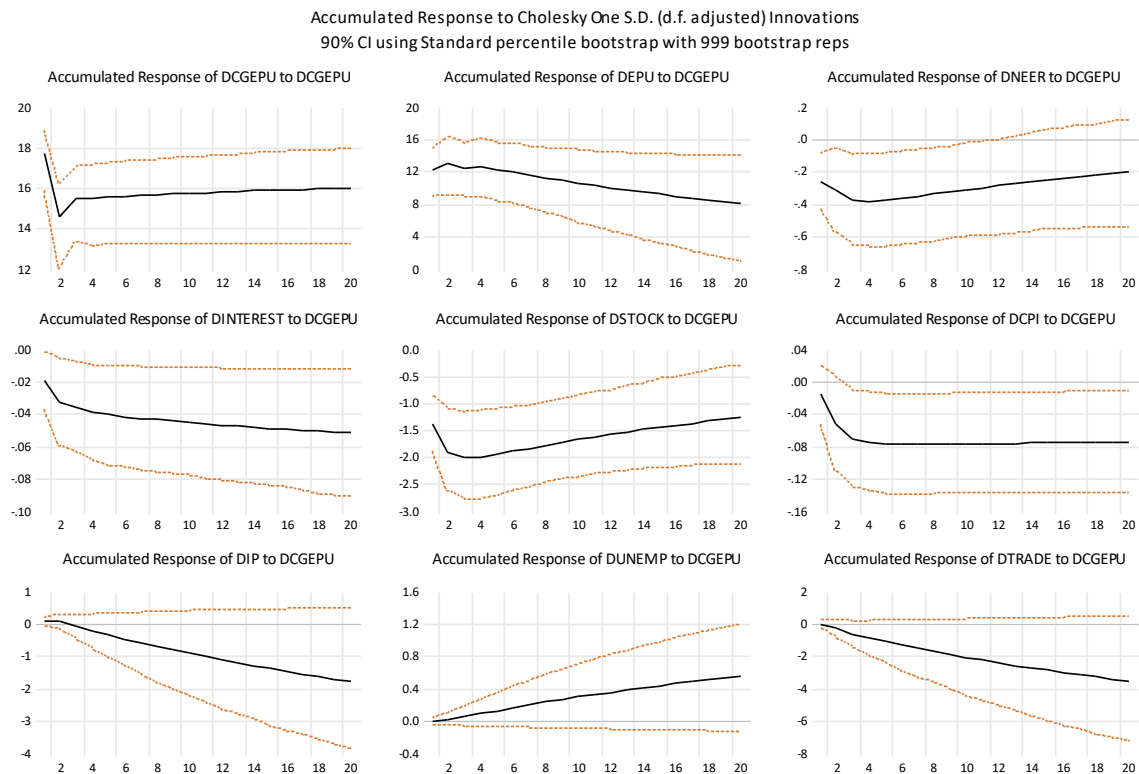 Accumulated Response to Cholesky One S.D. (d.f. adjusted) Innovations
90% CI using Standard percentile bootstrap with 999 bootstrap reps
Accumulated Response of DCGEPU to DCGEPU
20
18
16
14
12
2 4 6 8 10 12 14 16 18 20
Accumulated Response of DEPU to DCGEPU
20
16
12
8
4
0
2 4 6 8 10 12 14 16 18 20
Accumulated Response of DNEER to DCGEPU
.2
.0
-.2
-.4
-.6
-.8
2 4 6 8 10 12 14 16 18 20
Accumulated Response of DINTEREST to DCGEPU
.00
-.02
-.04
-.06
-.08
-.10
2 4 6 8 10 12 14 16 18 20
Accumulated Response of DSTOCK to DCGEPU
0.0
-0.5
-1.0
-1.5
-2.0
-2.5
-3.0
2 4 6 8 10 12 14 16 18 20
Accumulated Response of DCPI to DCGEPU
.04
.00
-.04
-.08
-.12
-.16
2 4 6 8 10 12 14 16 18 20
Accumulated Response of DIP to DCGEPU
1
0
-1
-2
-3
-4
2 4 6 8 10 12 14 16 18 20
Accumulated Response of DUNEMP to DCGEPU
1.6
1.2
0.8
0.4
0.0
-0.4
2 4 6 8 10 12 14 16 18 20
Accumulated Response of DTRADE to DCGEPU
2
0
-2
-4
-6
-8
2 4 6 8 10 12 14 16 18 20